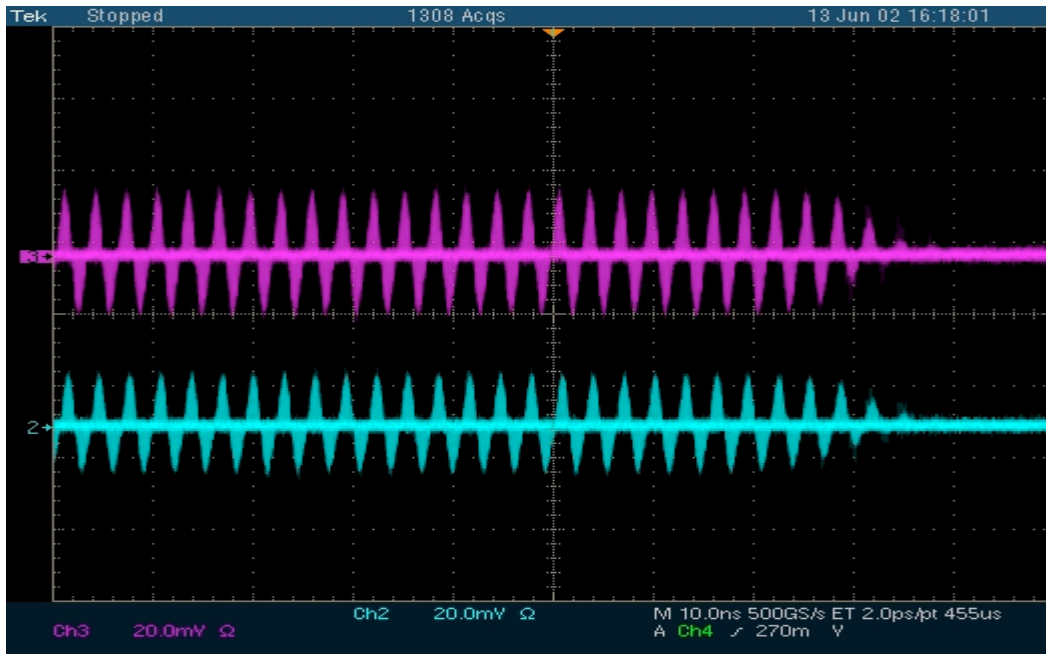 Tek Stopped 1308 Acqs 13 Jun 02 16:18:01
3
2
Ch2 20.0mV Ω M 10.0ns 500GS/s ET 2.0ps/pt 455us
Ch3 20.0mV Ω A Ch4 ⌿ 270m V